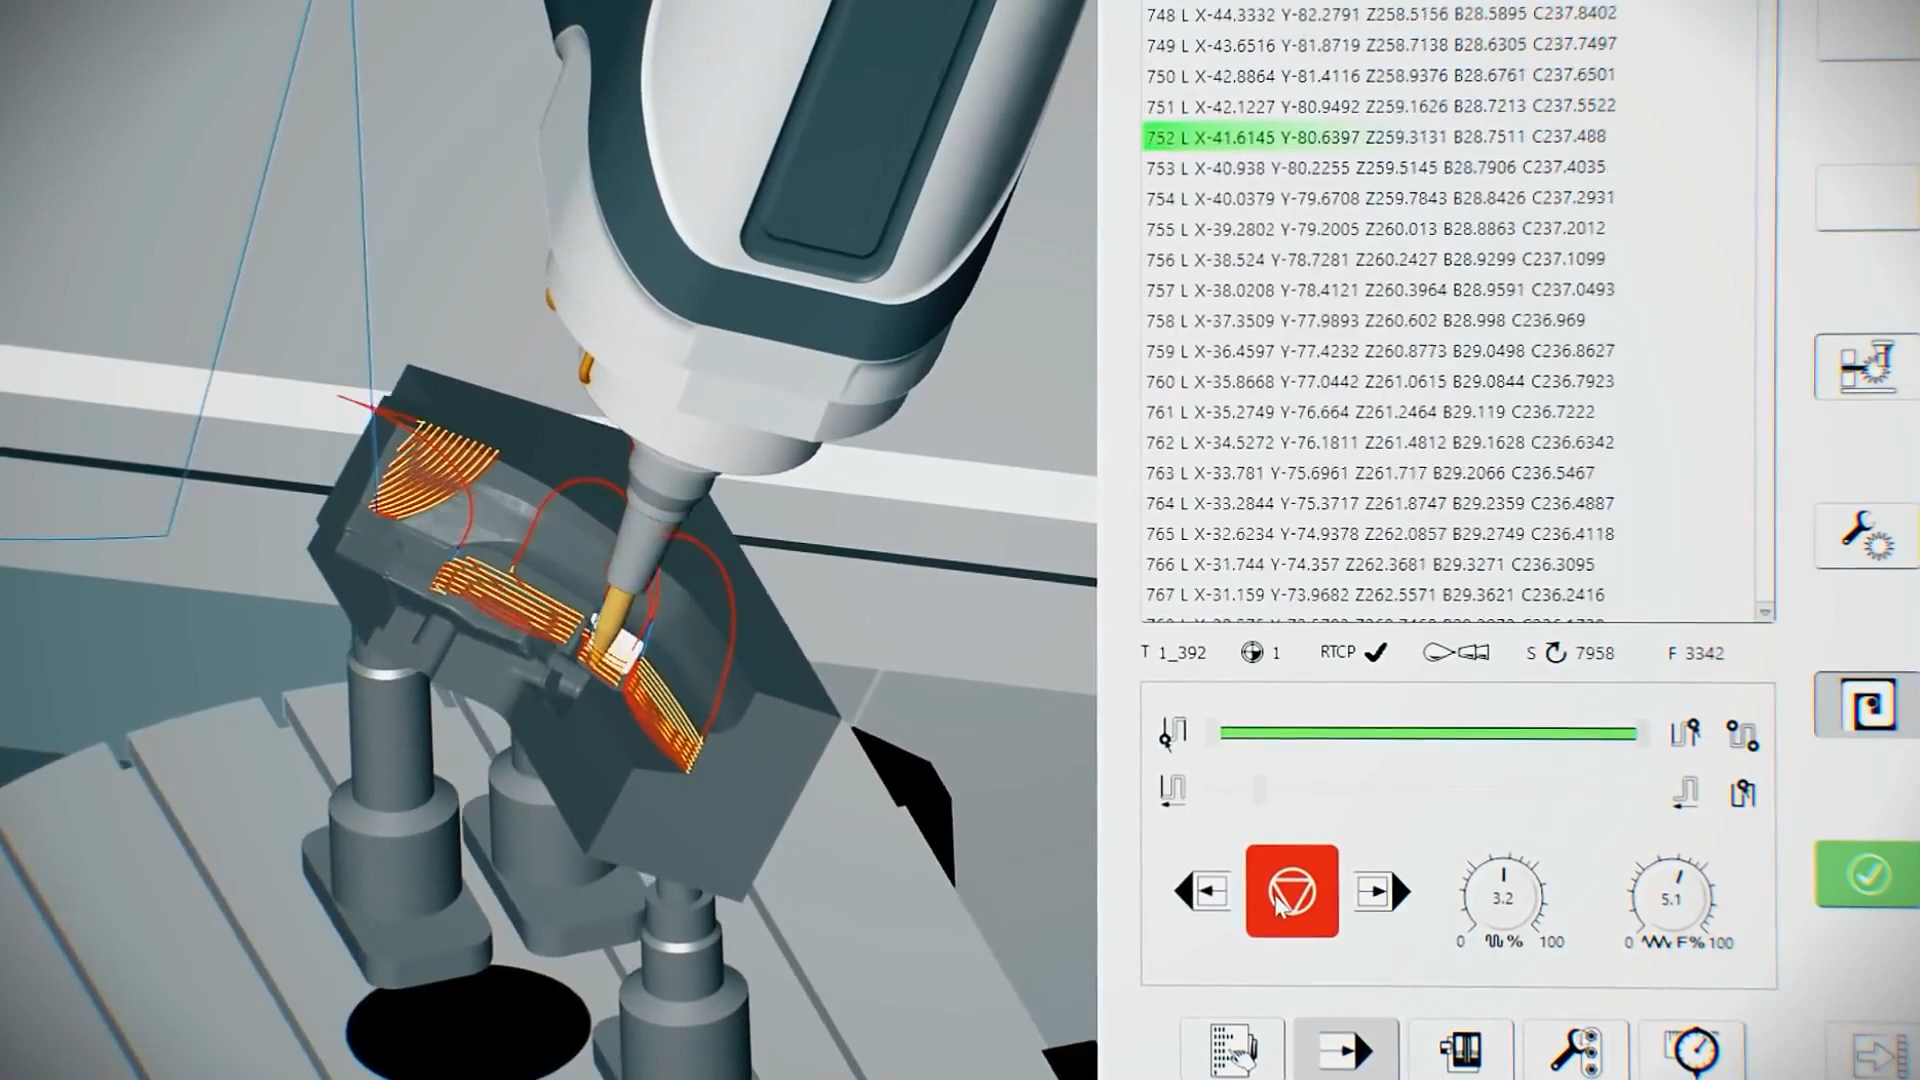 748 L X-44.3332 Y-82.2791 Z258.5156 B28.5895 C237.8402
749 L X-43.6516 Y-81.8719 Z258.7138 B28.6305 C237.7497
750 L X-42.8864 Y-81.4116 Z258.9376 B28.6761 C237.6501
751 L X-42.1227 Y-80.9492 Z259.1626 B28.7213 C237.5522
752 L X-41.6145 Y-80.6397 Z259.3131 B28.7511 C237.488
753 L X-40.938 Y-80.2255 Z259.5145 B28.7906 C237.4035
754 L X-40.0379 Y-79.6708 Z259.7843 B28.8426 C237.2931
755 L X-39.2802 Y-79.2005 Z260.013 B28.8863 C237.2012
756 L X-38.524 Y-78.7281 Z260.2427 B28.9299 C237.1099
757 L X-38.0208 Y-78.4121 Z260.3964 B28.9591 C237.0493
758 L X-37.3509 Y-77.9893 Z260.602 B28.998 C236.969
759 L X-36.4597 Y-77.4232 Z260.8773 B29.0498 C236.8627
760 L X-35.8668 Y-77.0442 Z261.0615 B29.0844 C236.7923
761 L X-35.2749 Y-76.664 Z261.2464 B29.119 C236.7222
762 L X-34.5272 Y-76.1811 Z261.4812 B29.1628 C236.6342
763 L X-33.781 Y-75.6961 Z261.717 B29.2066 C236.5467
764 L X-33.2844 Y-75.3717 Z261.8747 B29.2359 C236.4887
765 L X-32.6234 Y-74.9378 Z262.0857 B29.2749 C236.4118
766 L X-31.744 Y-74.357 Z262.3681 B29.3271 C236.3095
767 L X-31.159 Y-73.9682 Z262.5571 B29.3621 C236.2416
T 1_392 1 RTCP S 7958 F 3342
3.2 5.1
0 % 100 0 F% 100